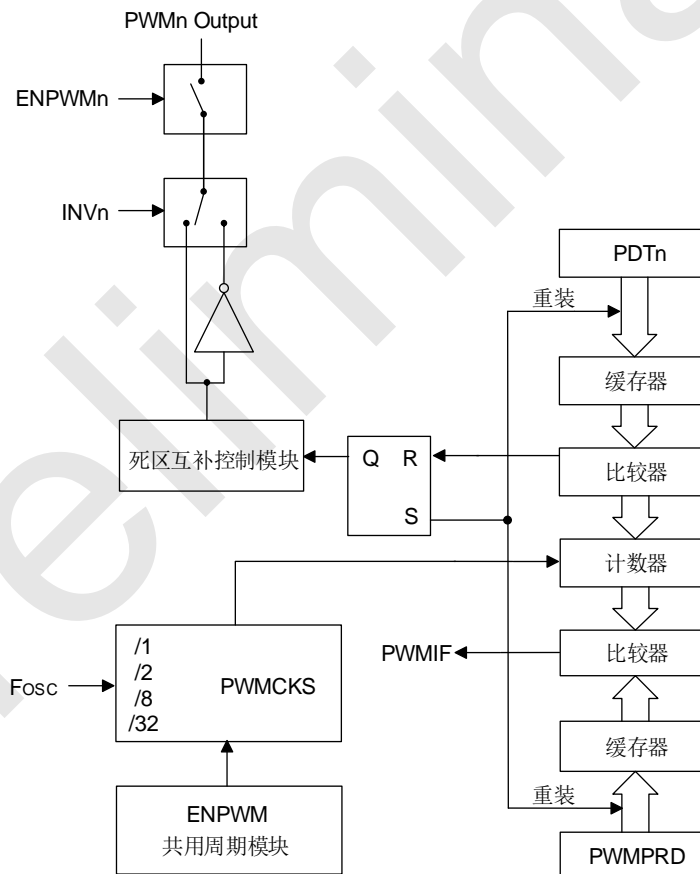 PWMn Output
ENPWMn
INVn
PDTn
重装
缓存器
死区互补控制模块
Q R
S
比较器
计数器
/1
/2
/8
/32
PWMCKS
Fosc
PWMIF
比较器
缓存器
ENPWM
共用周期模块
重装
PWMPRD